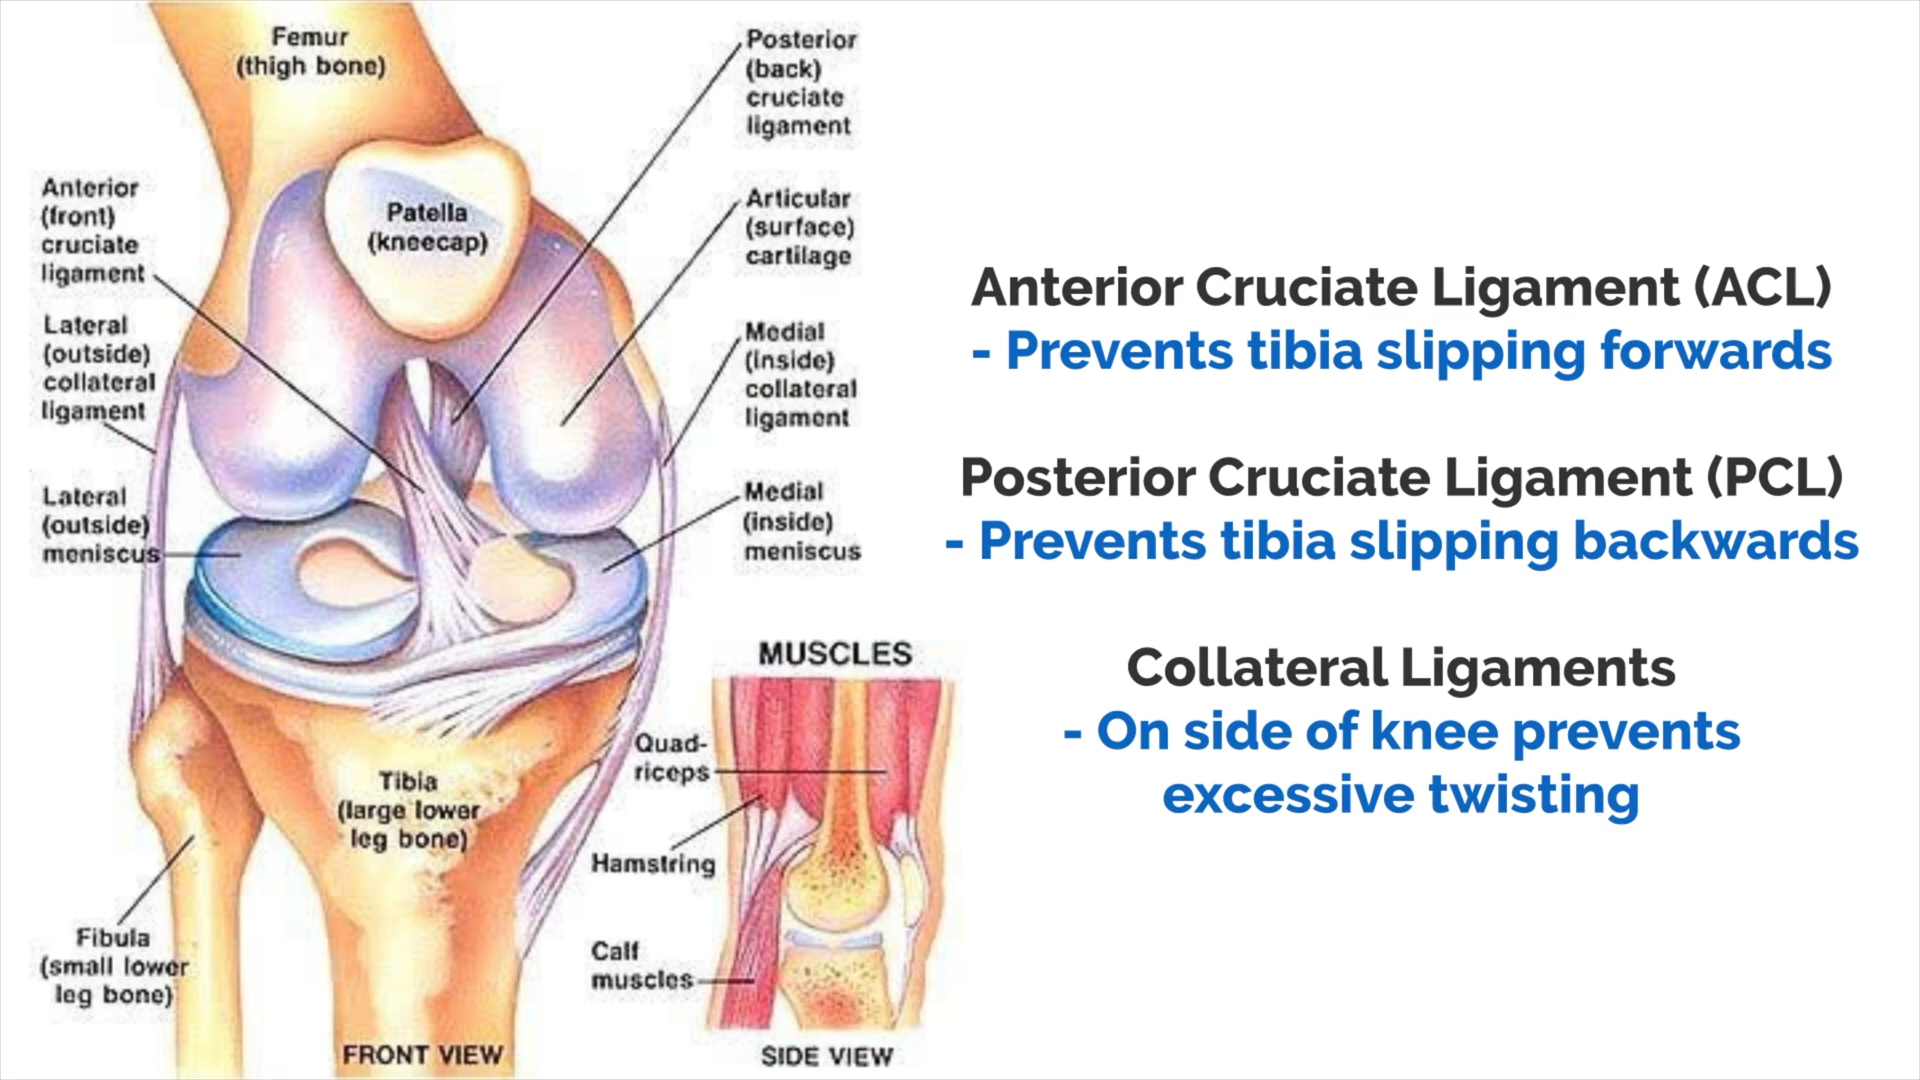 Femur
(thigh bone)
Posterior
(back)
cruciate
ligament
Anterior
(front)
cruciate
ligament
Patella
(kneecap)
Articular
(surface)
cartilage
Lateral
(outside)
collateral
ligament
Medial
(inside)
collateral
ligament
Lateral
(outside)
meniscus
Medial
(inside)
meniscus
Tibia
(large lower
leg bone)
Fibula
(small lower
leg bone)
FRONT VIEW
MUSCLES
Quad-
riceps
Hamstring
Calf
muscles
SIDE VIEW
Anterior Cruciate Ligament (ACL)
- Prevents tibia slipping forwards
Posterior Cruciate Ligament (PCL)
- Prevents tibia slipping backwards
Collateral Ligaments
- On side of knee prevents
excessive twisting